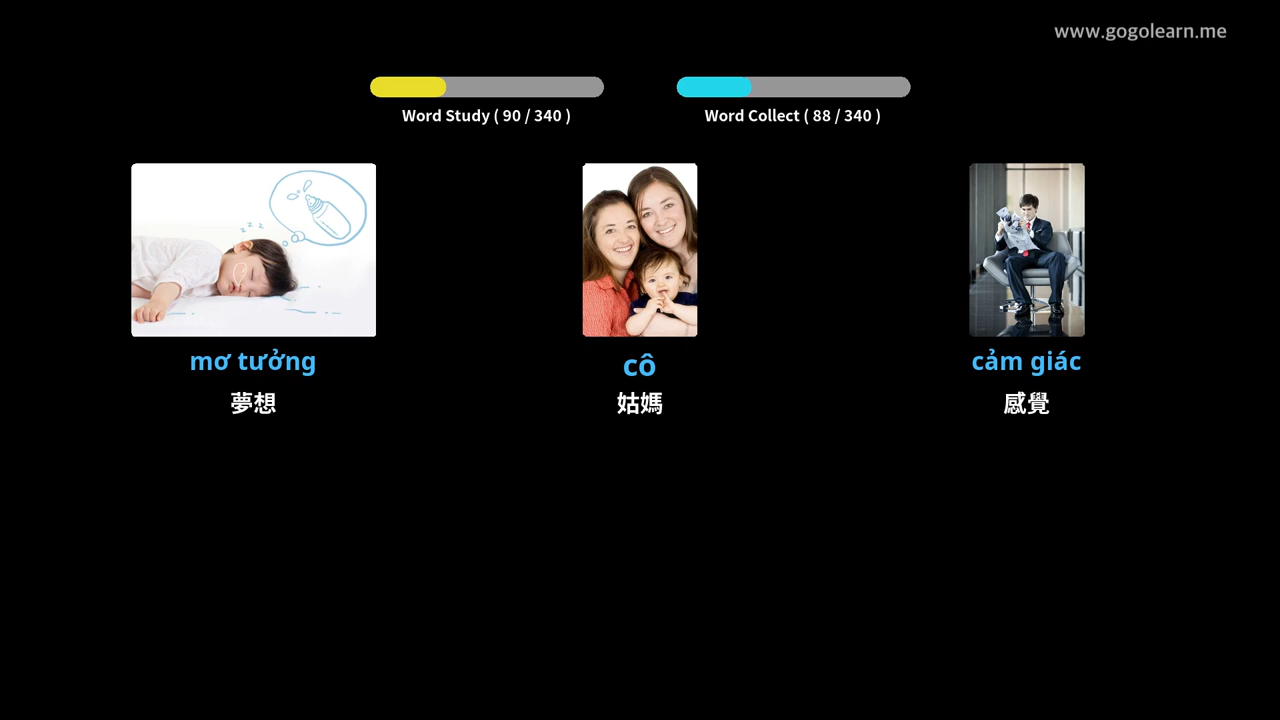 www.gogolearn.me
Word Study ( 90 / 340 )
Word Collect ( 88 / 340 )
z z z
mơ tưởng
cô
cảm giác
夢想
姑媽
感覺